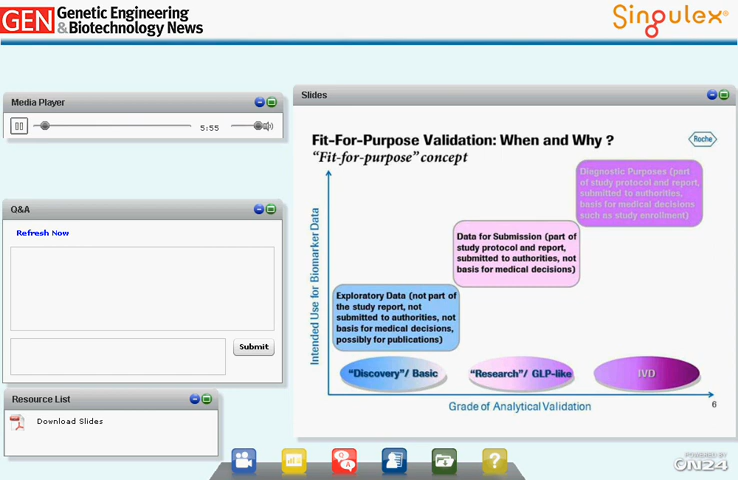 GEN Genetic Engineering
& Biotechnology News
Singulex®
Media Player
5:55
Q&A
Refresh Now
Submit
Resource List
Download Slides
Slides
Fit-For-Purpose Validation: When and Why ?
Roche
“Fit-for-purpose” concept
Intended Use for Biomarker Data
Diagnostic Purposes (part
of study protocol and report,
submitted to authorities,
basis for medical decisions
such as study enrollment)
Data for Submission (part of
study protocol and report,
submitted to authorities, not
basis for medical decisions)
Exploratory Data (not part of
the study report, not
submitted to authorities, not
basis for medical decisions,
possibly for publications)
“Discovery”/ Basic
“Research”/ GLP-like
IVD
Grade of Analytical Validation
6
Q
A
?
POWERED BY
ON24